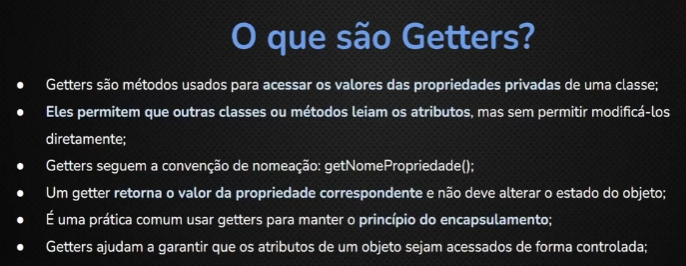 O que são Getters?
● Getters são métodos usados para acessar os valores das propriedades privadas de uma classe;
● Eles permitem que outras classes ou métodos leiam os atributos, mas sem permitir modificá-los
diretamente;
● Getters seguem a convenção de nomeação: getNomePropriedade();
● Um getter retorna o valor da propriedade correspondente e não deve alterar o estado do objeto;
● É uma prática comum usar getters para manter o princípio do encapsulamento;
● Getters ajudam a garantir que os atributos de um objeto sejam acessados de forma controlada;